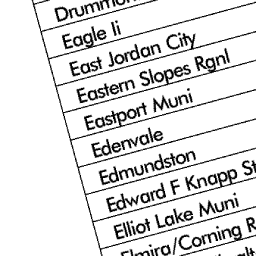 Eagle Ii
East Jordan City
Eastern Slopes Rgnl
Eastport Muni
Edenvale
Edmundston
Edward F Knapp
Elliot Lake Muni
Elmira/Corning